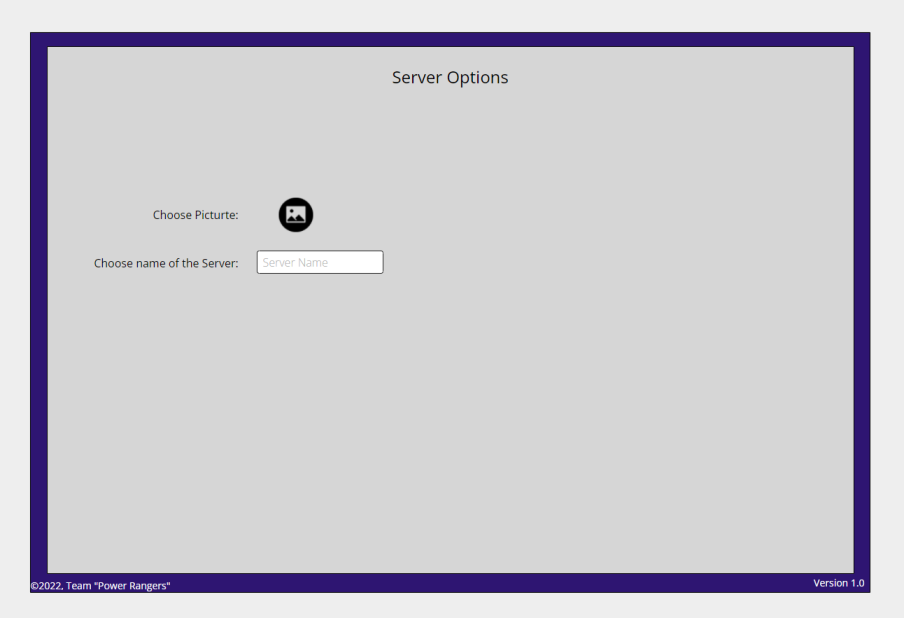 Server Options
Choose Picturte:
Choose name of the Server: Server Name
©2022, Team "Power Rangers" Version 1.0